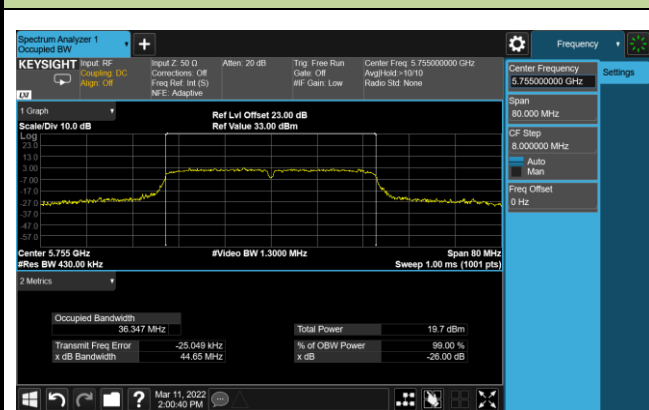 Spectrum Analyzer 1
Occupied BW
Frequency
KEYSIGHT
Input: RF
Coupling: DC
Align: Off
Input Z: 50 Ω
Corrections: Off
Freq Ref: Int (S)
NFE: Adaptive
Atten: 20 dB
Trig: Free Run
Gate: Off
#IF Gain: Low
Center Freq: 5.755000000 GHz
Avg|Hold:>10/10
Radio Std: None
LXI
Center Frequency
5.755000000 GHz
Settings
Span
80.000 MHz
CF Step
8.000000 MHz
Auto
Man
Freq Offset
0 Hz
1 Graph
Scale/Div 10.0 dB
Ref Lvl Offset 23.00 dB
Ref Value 33.00 dBm
Log
23.0
13.0
3.00
-7.00
-17.0
-27.0
-37.0
-47.0
-57.0
Center 5.755 GHz
#Video BW 1.3000 MHz
Span 80 MHz
#Res BW 430.00 kHz
Sweep 1.00 ms (1001 pts)
2 Metrics
Occupied Bandwidth
36.347 MHz
Total Power 19.7 dBm
Transmit Freq Error -25.049 kHz
% of OBW Power 99.00 %
x dB Bandwidth 44.65 MHz
x dB -26.00 dB
?
Mar 11, 2022
2:00:40 PM